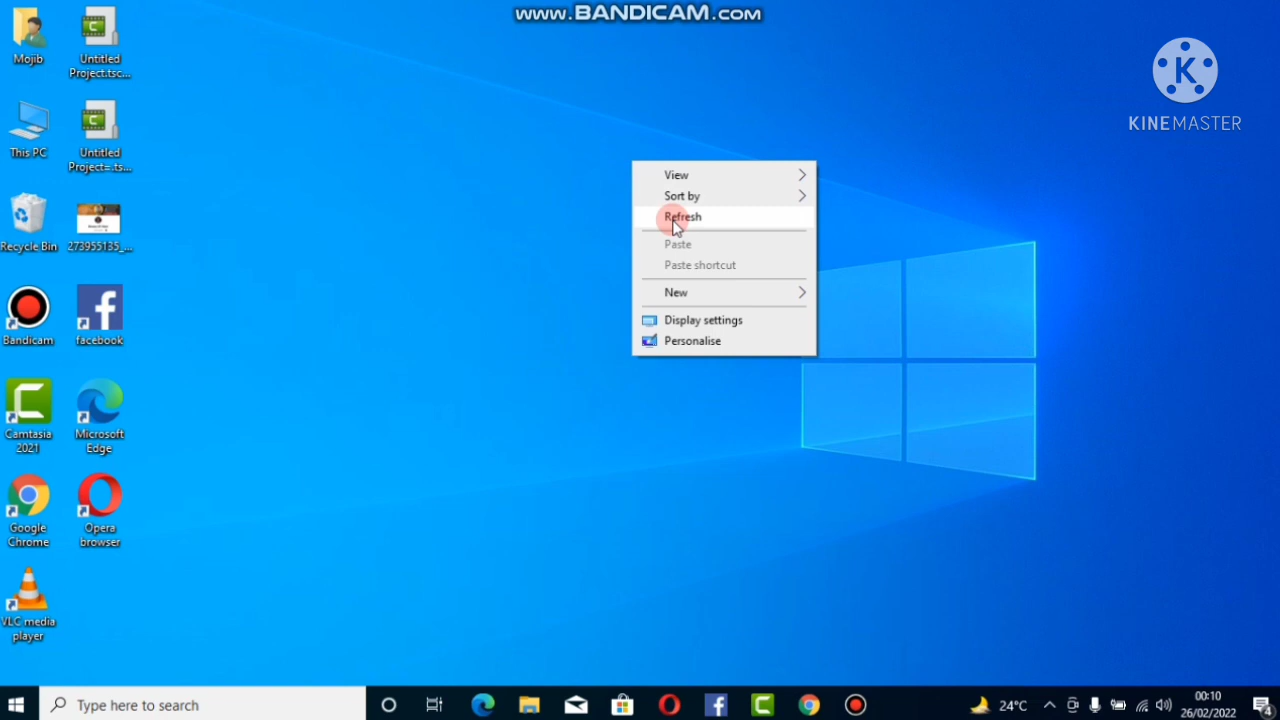 www.BANDICAM.com
K
KINEMASTER
Mojib
Untitled
Project.tsc...
This PC
Untitled
Project=.ts...
Recycle Bin
273955135_...
Bandicam
facebook
Camtasia
2021
Microsoft
Edge
Google
Chrome
Opera
browser
VLC media
player
View
Sort by
Refresh
Paste
Paste shortcut
New
Display settings
Personalise
Type here to search
24°C
00:10
26/02/2022
4